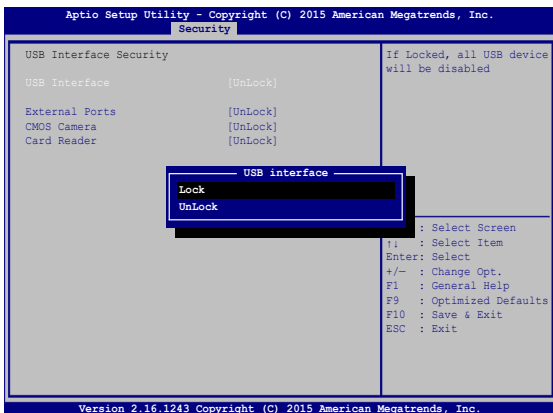 Aptio Setup Utility - Copyright (C) 2015 American Megatrends, Inc.
Security
USB Interface Security
USB Interface [UnLock]
External Ports [UnLock]
CMOS Camera [UnLock]
Card Reader [UnLock]
If Locked, all USB device
will be disabled
USB interface
Lock
UnLock
: Select Screen
↑↓ : Select Item
Enter: Select
+/— : Change Opt.
F1 : General Help
F9 : Optimized Defaults
F10 : Save & Exit
ESC : Exit
Version 2.16.1243 Copyright (C) 2015 American Megatrends, Inc.